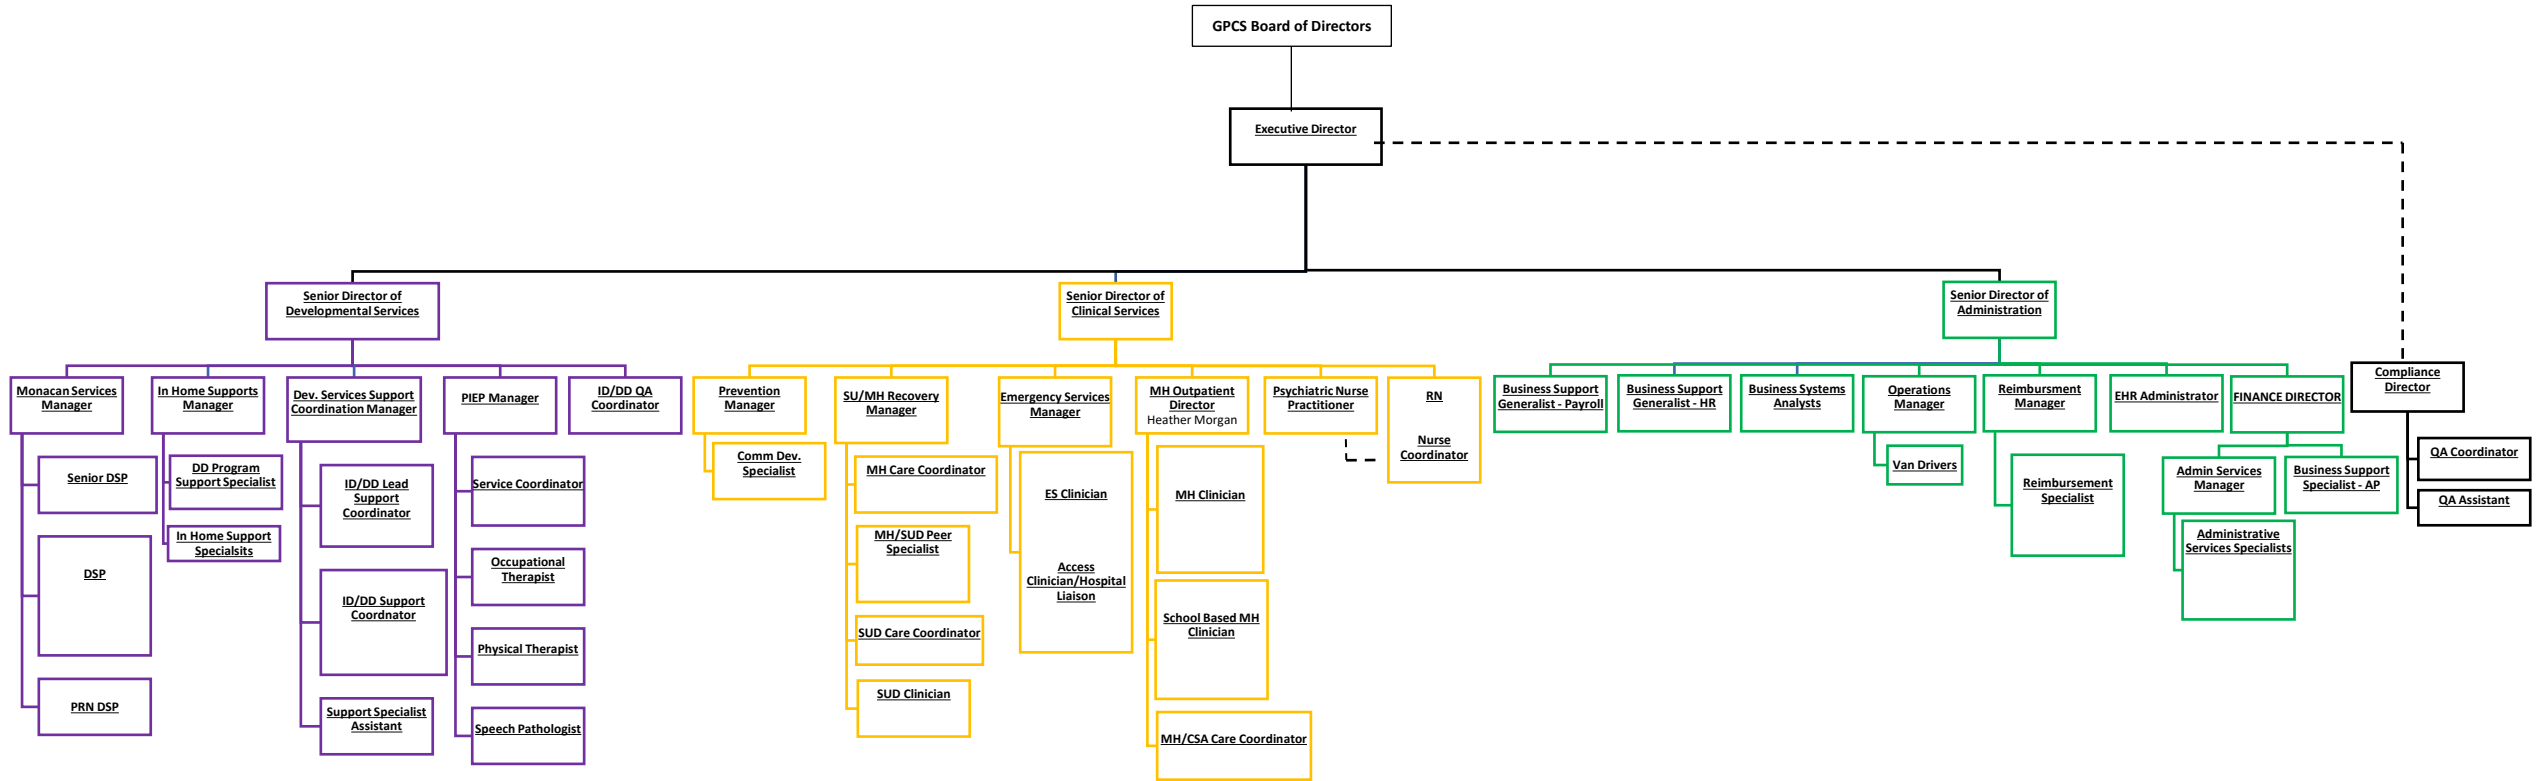 GPCS Board of Directors
Executive Director
Senior Director of
Developmental Services
Senior Director of
Clinical Services
Senior Director of
Administration
Monacan Services
Manager
In Home Supports
Manager
Dev. Services Support
Coordination Manager
PIEP Manager
ID/DD QA
Coordinator
Prevention
Manager
SU/MH Recovery
Manager
Emergency Services
Manager
MH Outpatient
Director
Heather Morgan
Psychiatric Nurse
Practitioner
RN
Nurse
Coordinator
Business Support
Generalist - Payroll
Business Support
Generalist - HR
Business Systems
Analysts
Operations
Manager
Reimbursment
Manager
EHR Administrator
FINANCE DIRECTOR
Compliance
Director
Senior DSP
DSP
PRN DSP
DD Program
Support Specialist
In Home Support
Specialsits
ID/DD Lead
Support
Coordinator
ID/DD Support
Coordnator
Support Specialist
Assistant
Service Coordinator
Occupational
Therapist
Physical Therapist
Speech Pathologist
Comm Dev.
Specialist
MH Care Coordinator
MH/SUD Peer
Specialist
SUD Care Coordinator
SUD Clinician
ES Clinician
Access
Clinician/Hospital
Liaison
MH Clinician
School Based MH
Clinician
MH/CSA Care Coordinator
Van Drivers
Reimbursement
Specialist
Admin Services
Manager
Administrative
Services Specialists
Business Support
Specialist - AP
QA Coordinator
QA Assistant